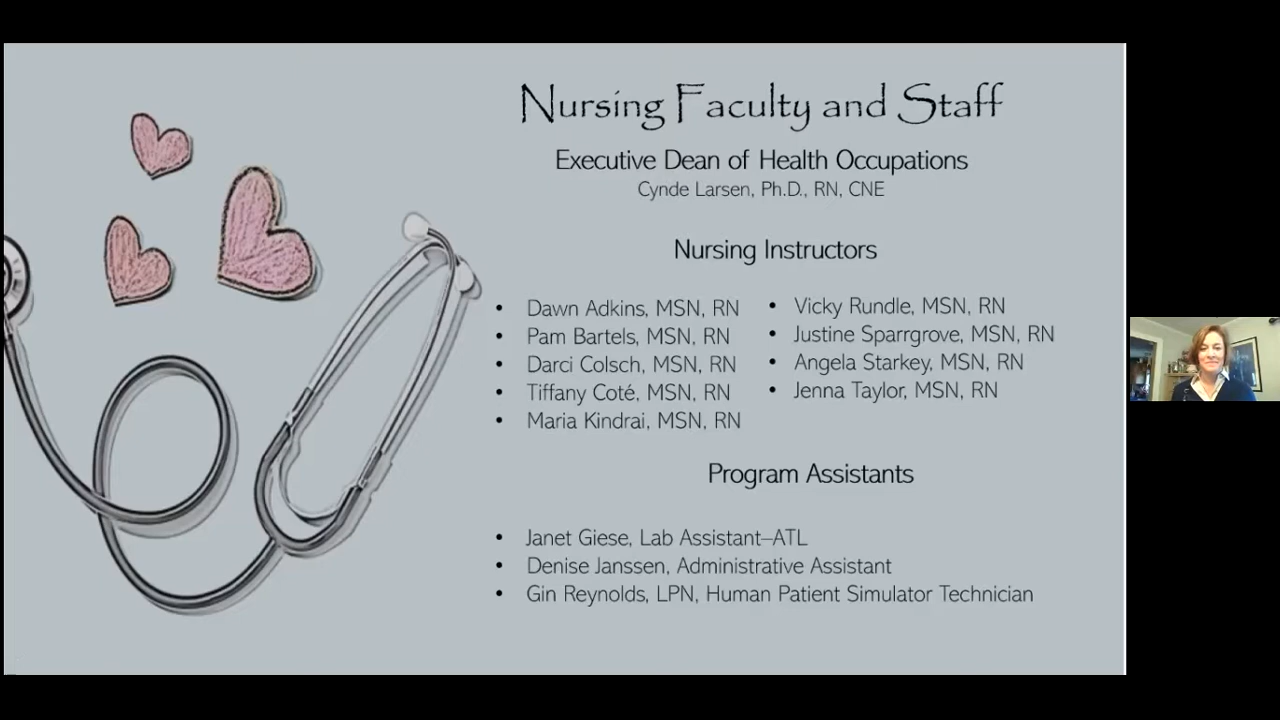 Nursing Faculty and Staff
Executive Dean of Health Occupations
Cynde Larsen, Ph.D., RN, CNE
Nursing Instructors
• Dawn Adkins, MSN, RN
• Pam Bartels, MSN, RN
• Darci Colsch, MSN, RN
• Tiffany Coté, MSN, RN
• Maria Kindrai, MSN, RN
• Vicky Rundle, MSN, RN
• Justine Sparrgrove, MSN, RN
• Angela Starkey, MSN, RN
• Jenna Taylor, MSN, RN
Program Assistants
• Janet Giese, Lab Assistant–ATL
• Denise Janssen, Administrative Assistant
• Gin Reynolds, LPN, Human Patient Simulator Technician